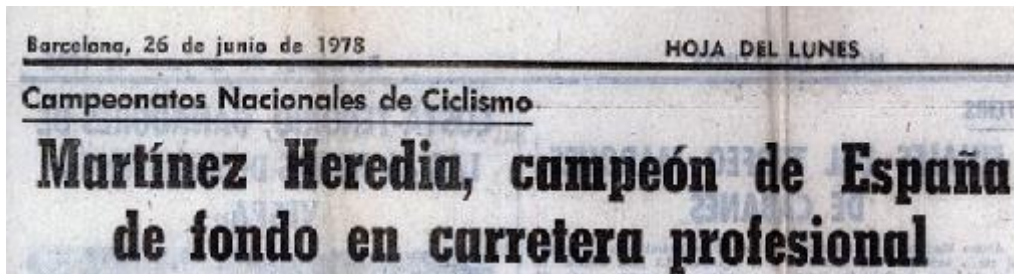 Barcelona, 26 de junio de 1978 HOJA DEL LUNES
Campeonatos Nacionales de Ciclismo
Martínez Heredia, campeón de España
de fondo en carretera profesional